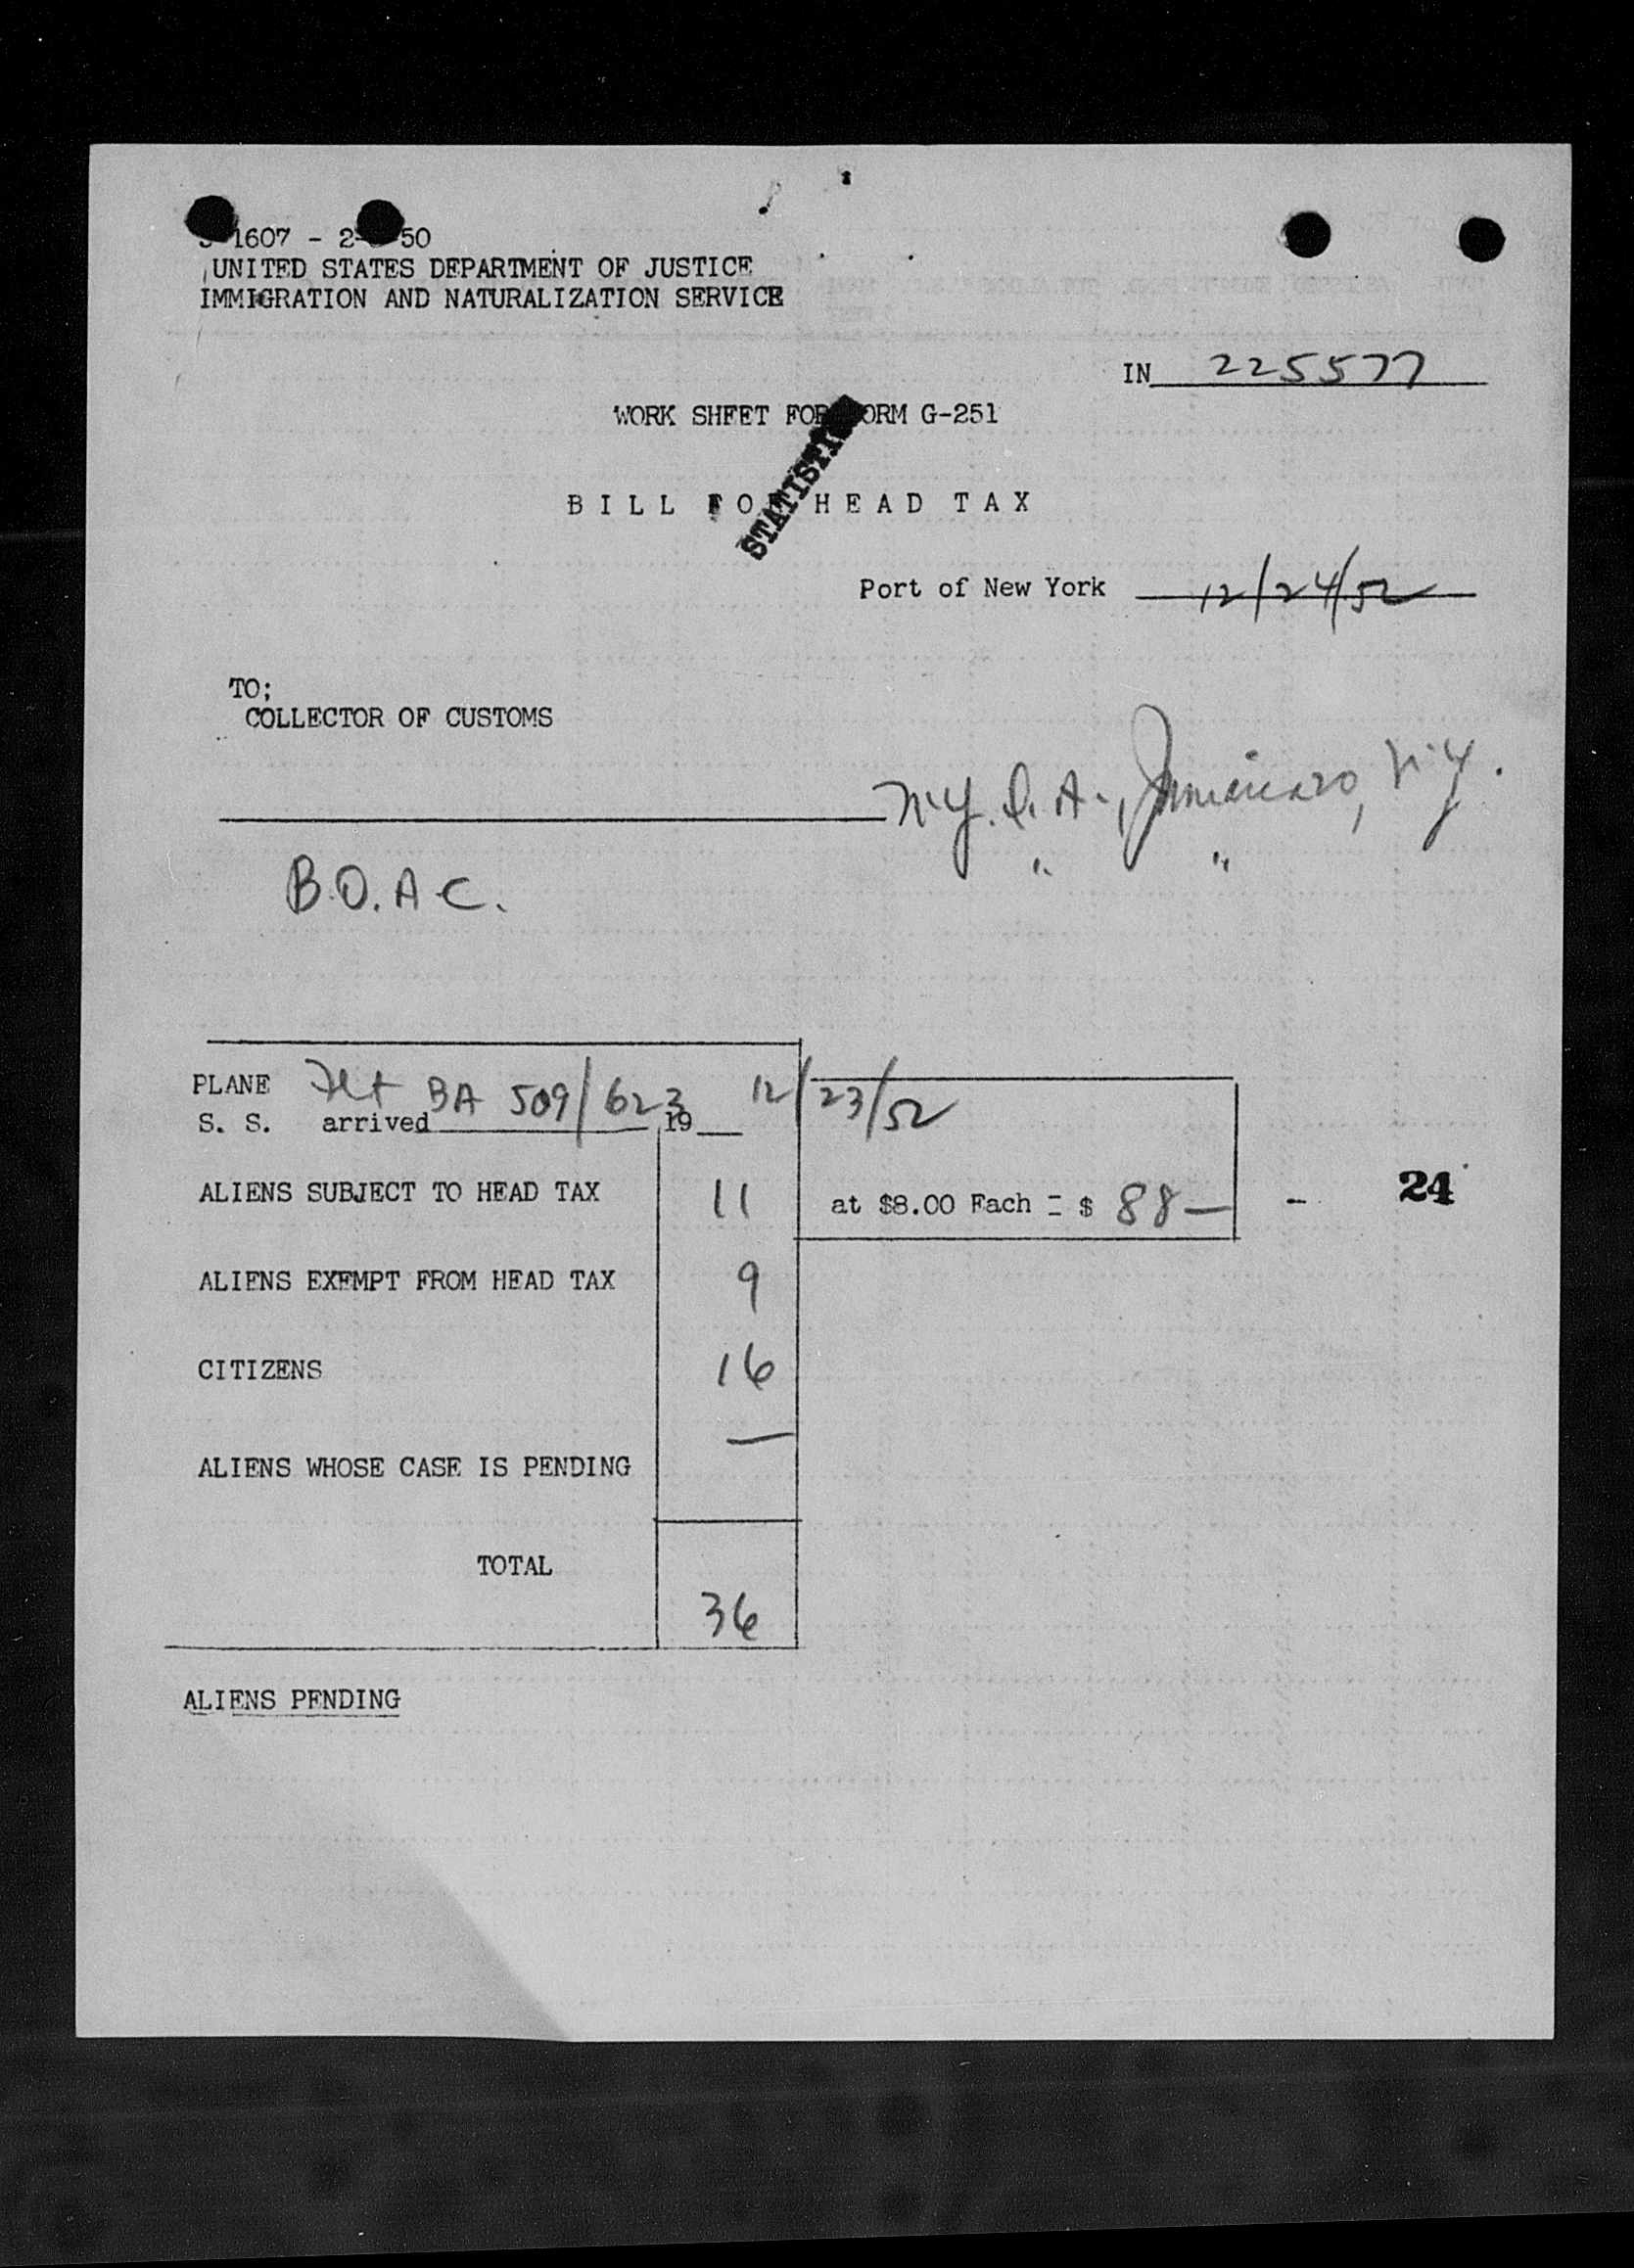 1607 - 2 50
UNITED STATES DEPARTMENT OF JUSTICE
IMMIGRATION AND NATURALIZATION SERVICE
IN 225577
WORK SHEET FOR FORM G-251
STATISTI
BILL FOR HEAD TAX
Port of New York 12/24/52
TO;
COLLECTOR OF CUSTOMS
N.Y. I. A., N.Y.
" "
B.O.A.C.
PLANE Flt BA 509/623 12/23/52
S. S. arrived 19
ALIENS SUBJECT TO HEAD TAX 11 at $8.00 Each = $ 88— - 24
ALIENS EXEMPT FROM HEAD TAX 9
CITIZENS 16
ALIENS WHOSE CASE IS PENDING —
TOTAL
36
ALIENS PENDING